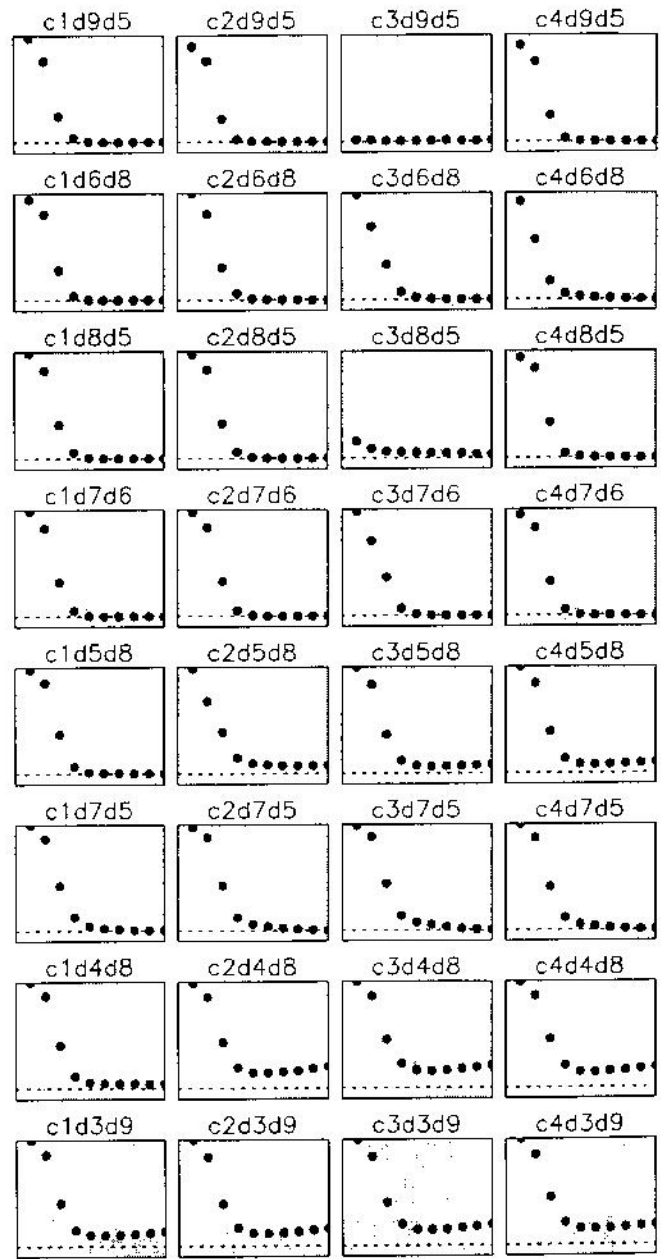 c1d9d5 c2d9d5 c3d9d5 c4d9d5
c1d6d8 c2d6d8 c3d6d8 c4d6d8
c1d8d5 c2d8d5 c3d8d5 c4d8d5
c1d7d6 c2d7d6 c3d7d6 c4d7d6
c1d5d8 c2d5d8 c3d5d8 c4d5d8
c1d7d5 c2d7d5 c3d7d5 c4d7d5
c1d4d8 c2d4d8 c3d4d8 c4d4d8
c1d3d9 c2d3d9 c3d3d9 c4d3d9